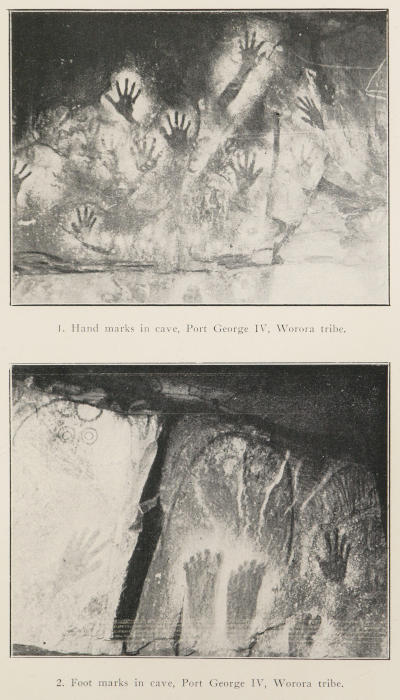 1. Hand marks in cave, Port George IV, Worora tribe.
2. Foot marks in cave, Port George IV, Worora tribe.